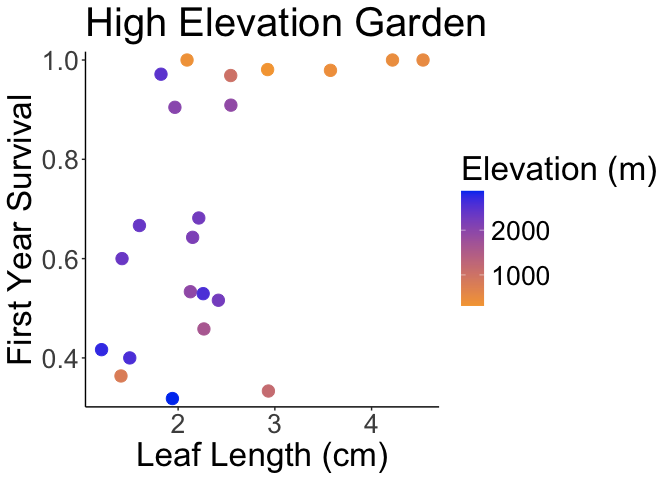 High Elevation Garden
First Year Survival
1.0
0.8
0.6
0.4
2
3
4
Leaf Length (cm)
Elevation (m)
2000
1000